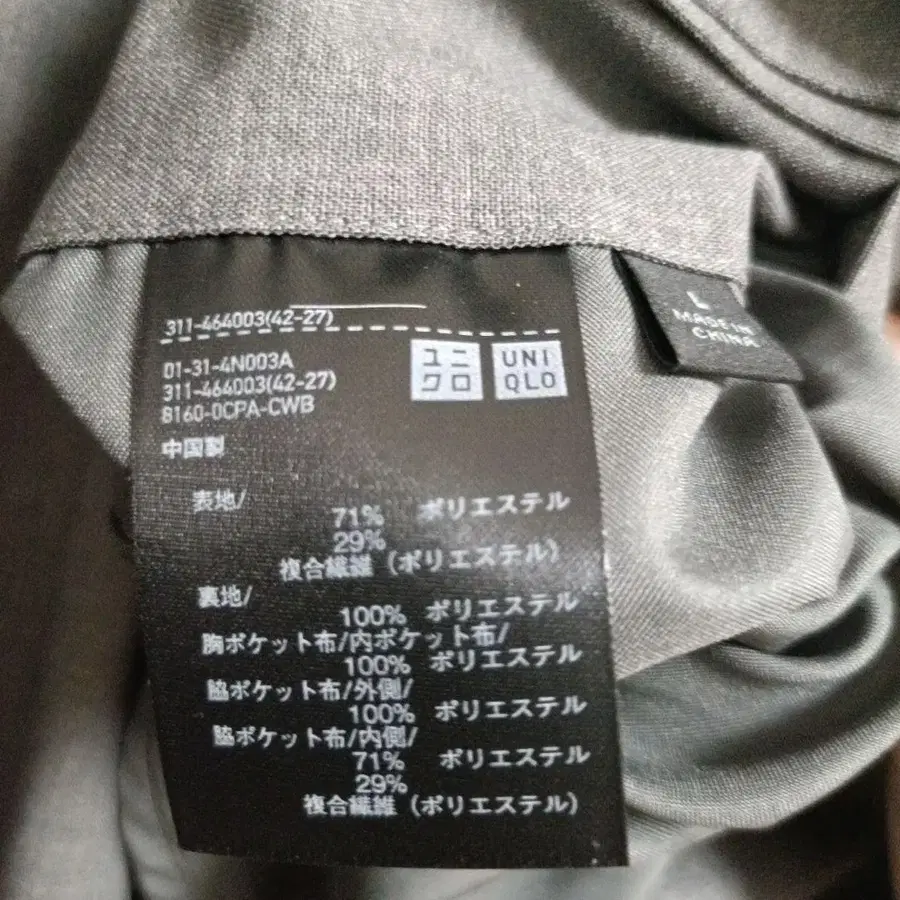 311-464003(42-27)
01-31-4N003A
311-464003(42-27)
8160-0CPA-CWB
ユニ
クロ
UNI
QLO
L
MADE IN
CHINA
中国製
表地/
71% ポリエステル
29%
複合繊維（ポリエステル）
裏地/
100% ポリエステル
胸ポケット布/内ポケット布/
100% ポリエステル
脇ポケット布/外側/
100% ポリエステル
脇ポケット布/内側/
71% ポリエステル
29%
複合繊維（ポリエステル）